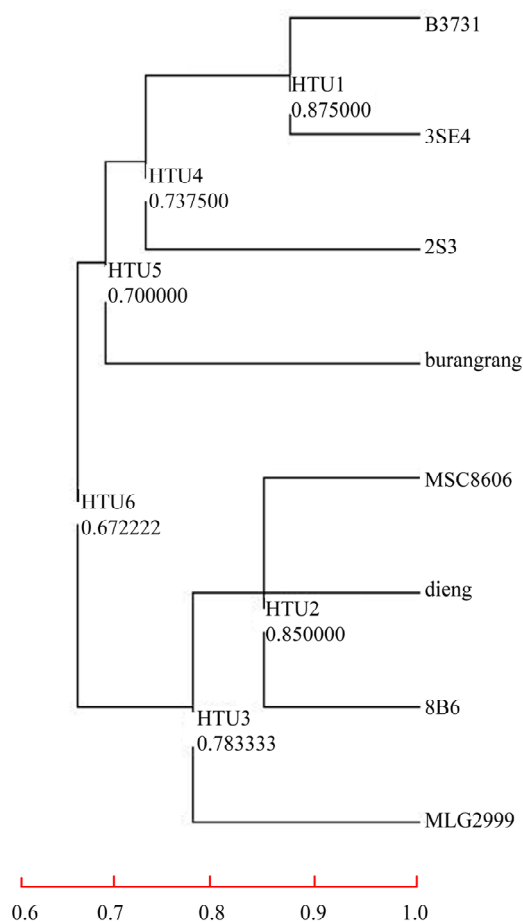 B3731
HTU1
0.875000
3SE4
HTU4
0.737500
2S3
HTU5
0.700000
burangrang
MSC8606
HTU6
0.672222
dieng
HTU2
0.850000
8B6
HTU3
0.783333
MLG2999
0.6 0.7 0.8 0.9 1.0